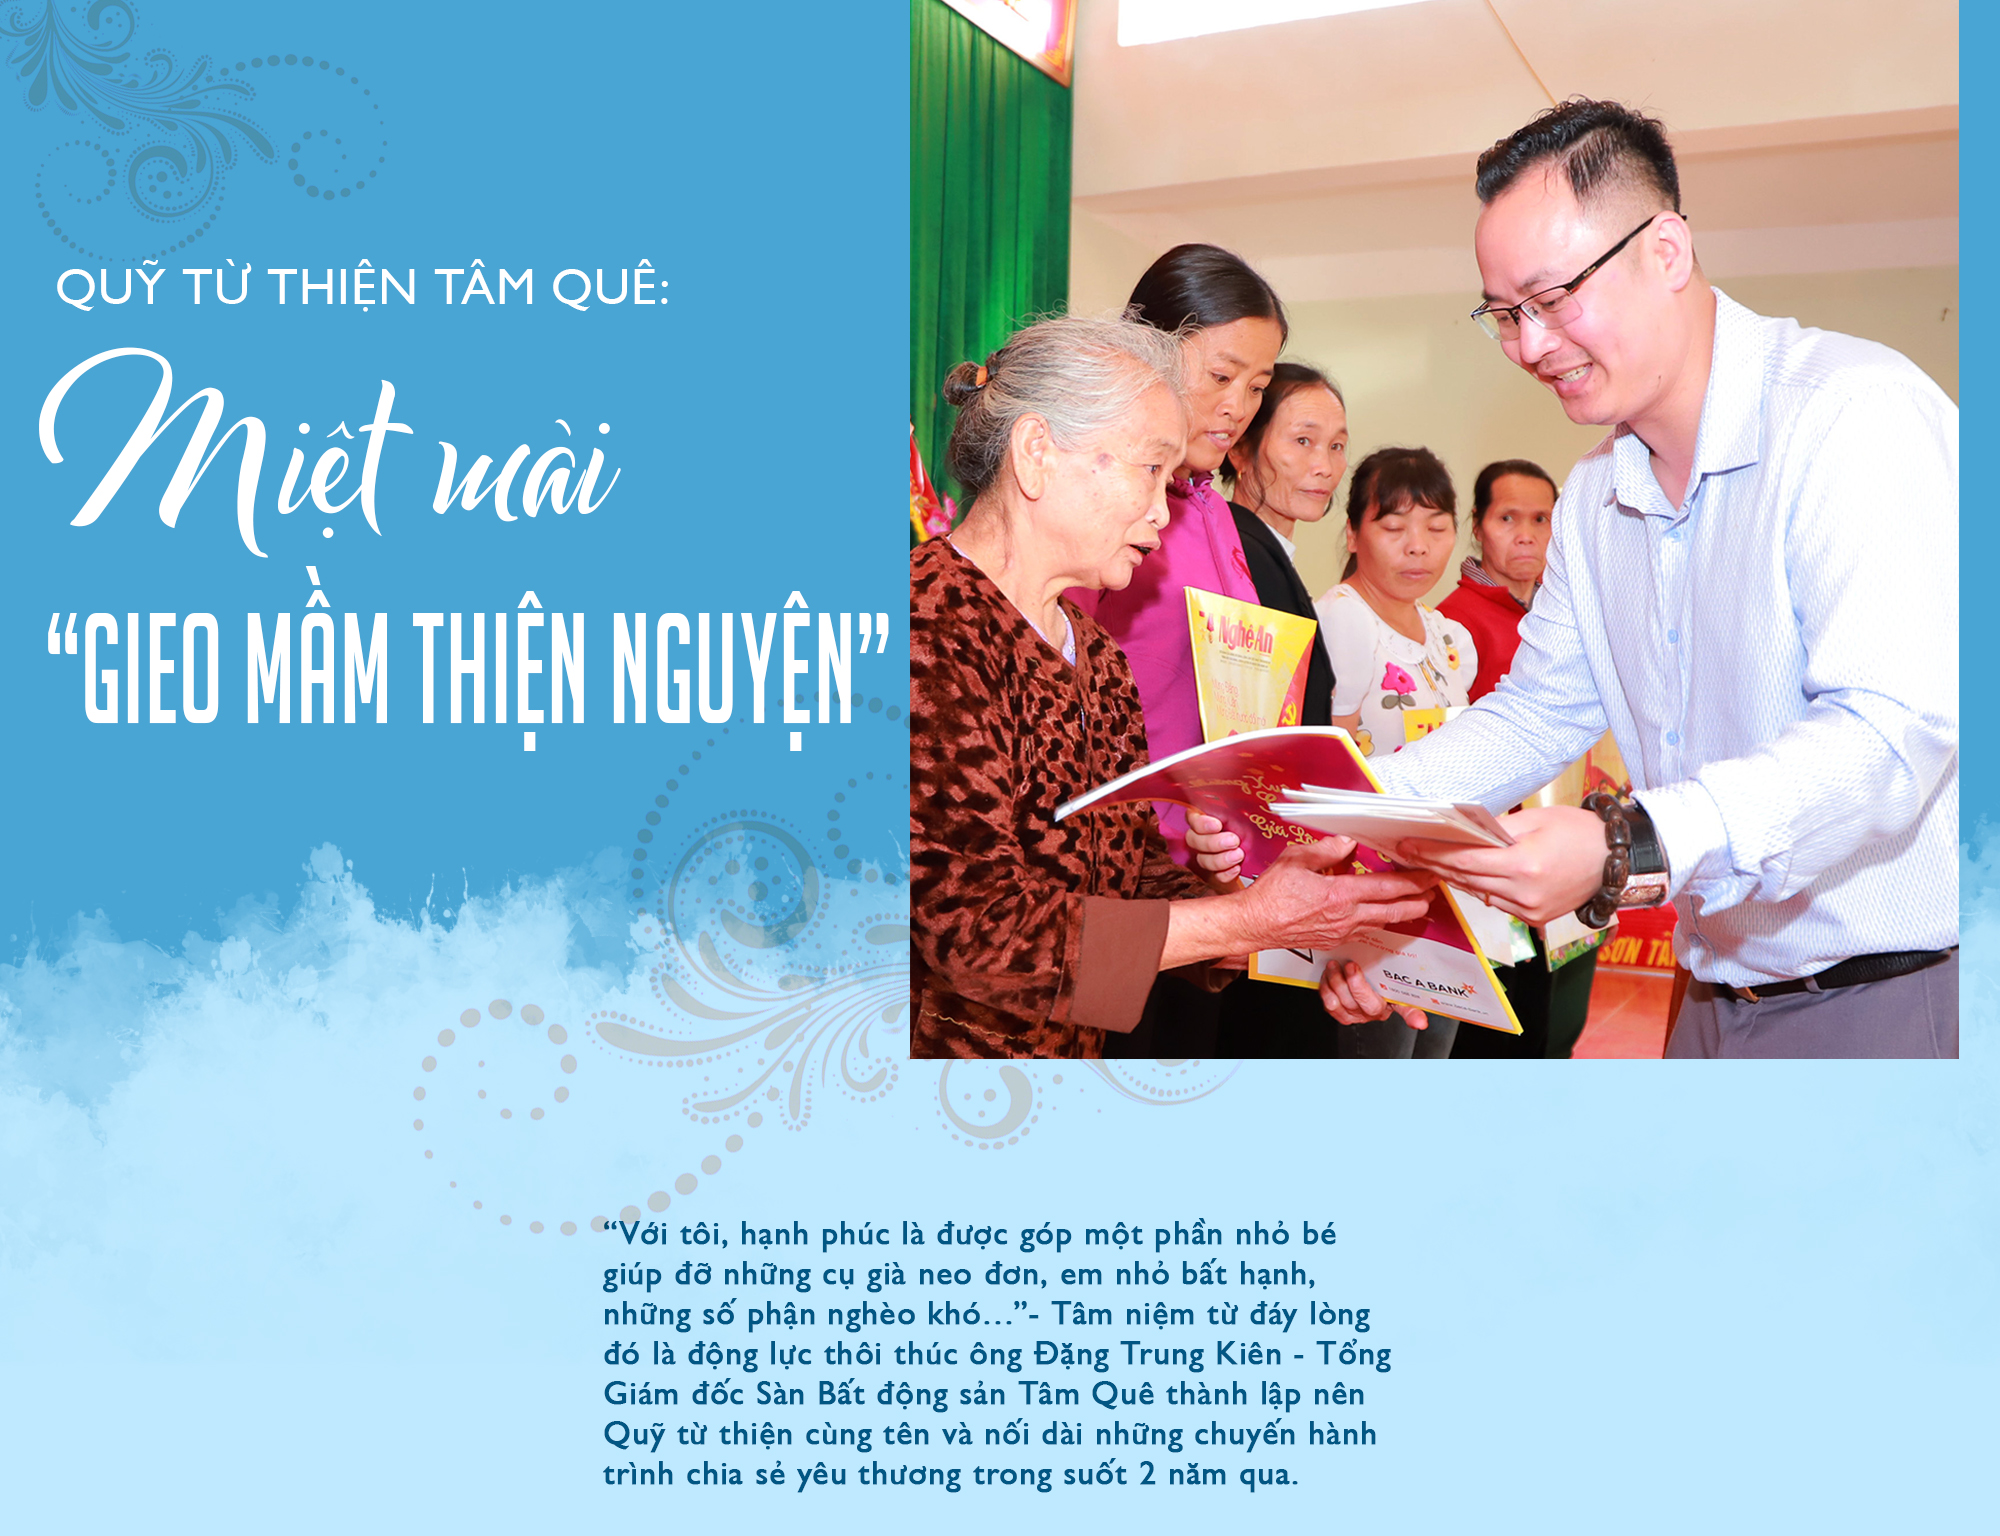 QUỸ TỪ THIỆN TÂM QUÊ:
Miệt mài
“GIEO MẦM THIỆN NGUYỆN”
Nghệ An
Gửi
BAC A BANK
SƠN
“Với tôi, hạnh phúc là được góp một phần nhỏ bé
giúp đỡ những cụ già neo đơn, em nhỏ bất hạnh,
những số phận nghèo khó...”- Tâm niệm từ đáy lòng
đó là động lực thôi thúc ông Đặng Trung Kiên - Tổng
Giám đốc Sàn Bất động sản Tâm Quê thành lập nên
Quỹ từ thiện cùng tên và nối dài những chuyến hành
trình chia sẻ yêu thương trong suốt 2 năm qua.